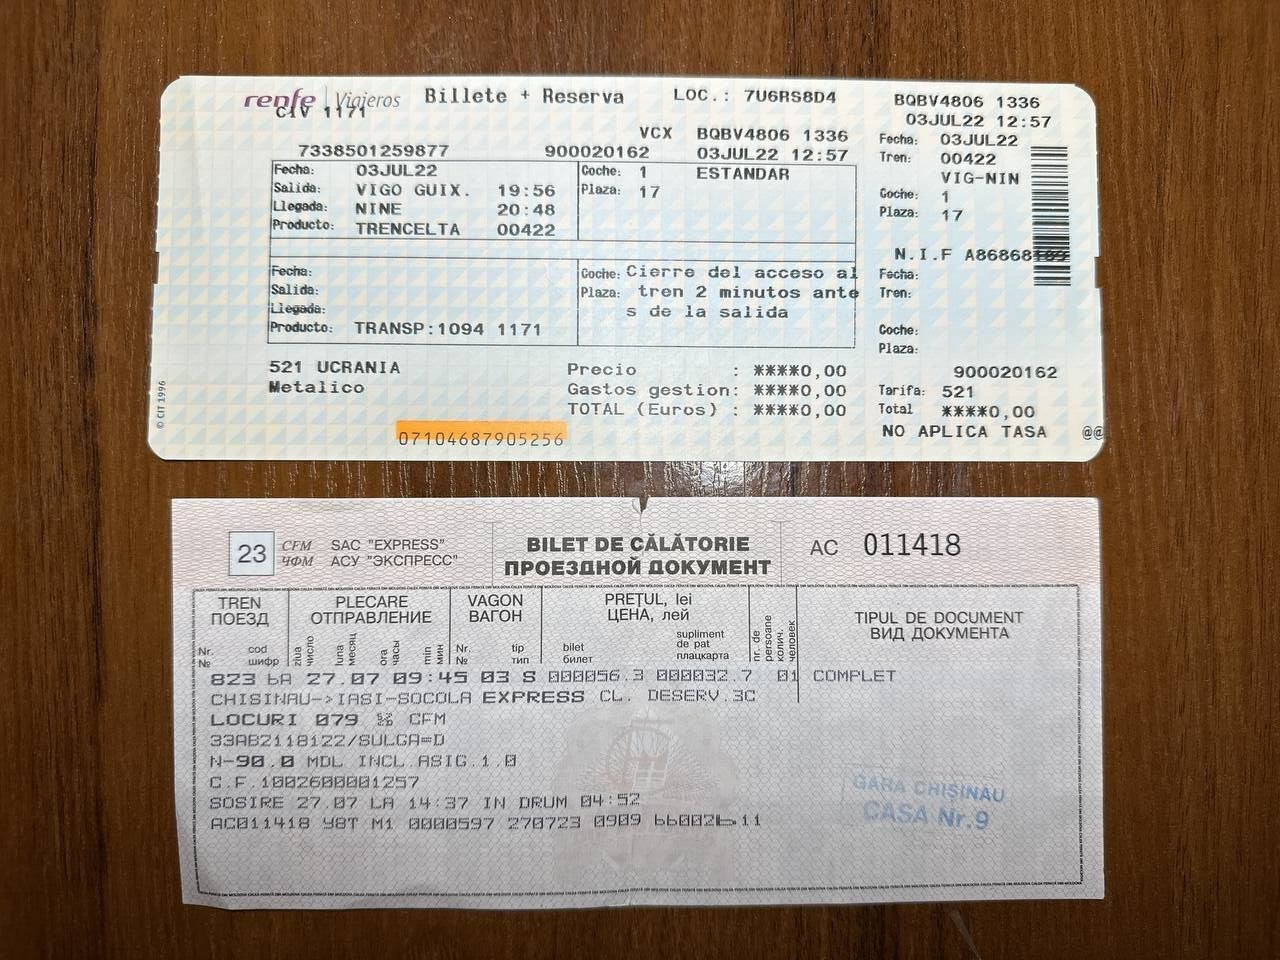 renfe Viajeros Billete + Reserva LOC.: 7U6RS8D4
CIV 1171
VCX BQBV4806 1336
7338501259877 900020162 03JUL22 12:57
Fecha: 03JUL22 Coche: 1 ESTANDAR
Salida: VIGO GUIX. 19:56 Plaza: 17
Llegada: NINE 20:48
Producto: TRENCELTA 00422
Fecha: Coche: Cierre del acceso al
Salida: Plaza: tren 2 minutos ante
Llegada: s de la salida
Producto: TRANSP:1094 1171
521 UCRANIA Precio : ****0,00
Metalico Gastos gestion: ****0,00
TOTAL (Euros) : ****0,00
07104687905256
© CIT 1996
BQBV4806 1336
03JUL22 12:57
Fecha: 03JUL22
Tren: 00422
VIG-NIN
Coche: 1
Plaza: 17
N.I.F A86868189
Fecha:
Tren:
Coche:
Plaza:
900020162
Tarifa: 521
Total ****0,00
NO APLICA TASA @@
23 CFM SAC "EXPRESS" BILET DE CĂLĂTORIE AC 011418
ЧФМ АСУ "ЭКСПРЕСС" ПРОЕЗДНОЙ ДОКУМЕНТ
TREN PLECARE VAGON PREŢUL, lei TIPUL DE DOCUMENT
ПОЕЗД ОТПРАВЛЕНИЕ ВАГОН ЦЕНА, лей ВИД ДОКУМЕНТА
Nr. cod ziua luna ora min Nr. tip bilet supliment de pat nr. de persoane
№ шифр число месяц часы мин № тип билет плацкарта колич. человек
823 ЬА 27.07 09:45 03 S 000056.3 000032.7 01 COMPLET
CHISINAU->IASI-SOCOLA EXPRESS CL. DESERV.3C
LOCURI 079 CFM
33AB2118122/SULGA=D
N-90.0 MDL INCL.ASIG.1.0
C.F.1002600001257
SOSIRE 27.07 LA 14:37 IN DRUM 04:52
AC011418 Y8T M1 0000597 270723 0909
GARA CHIŞINĂU
CASA Nr.9